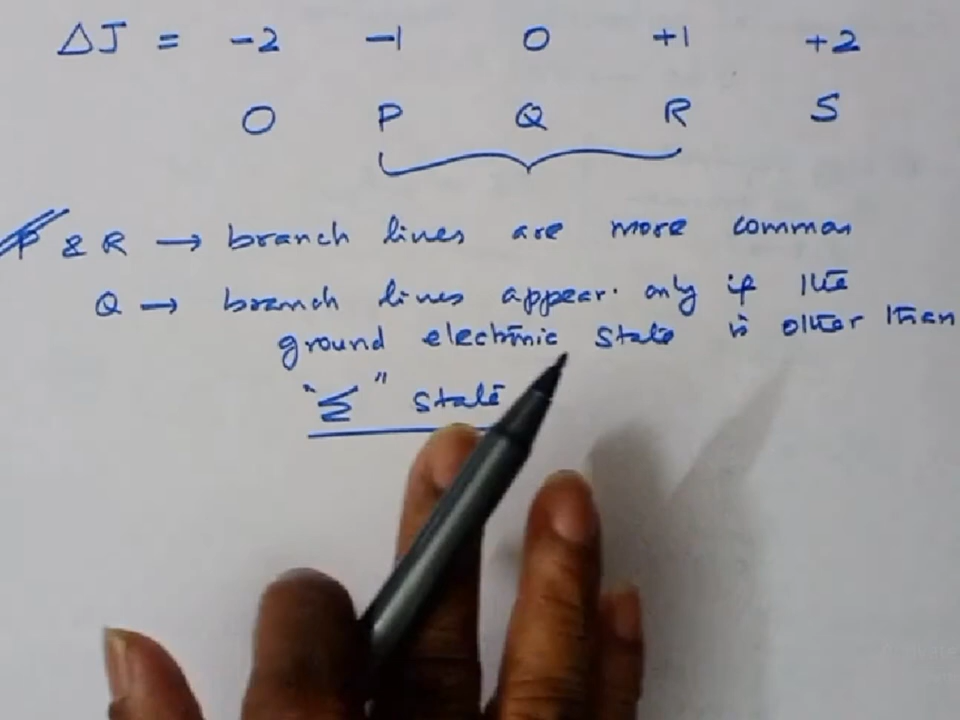 ΔJ = -2 -1 0 +1 +2
O P Q R S
P & R → branch lines are more common
Q → branch lines appear only if the
ground electronic state is other than
"Σ" state